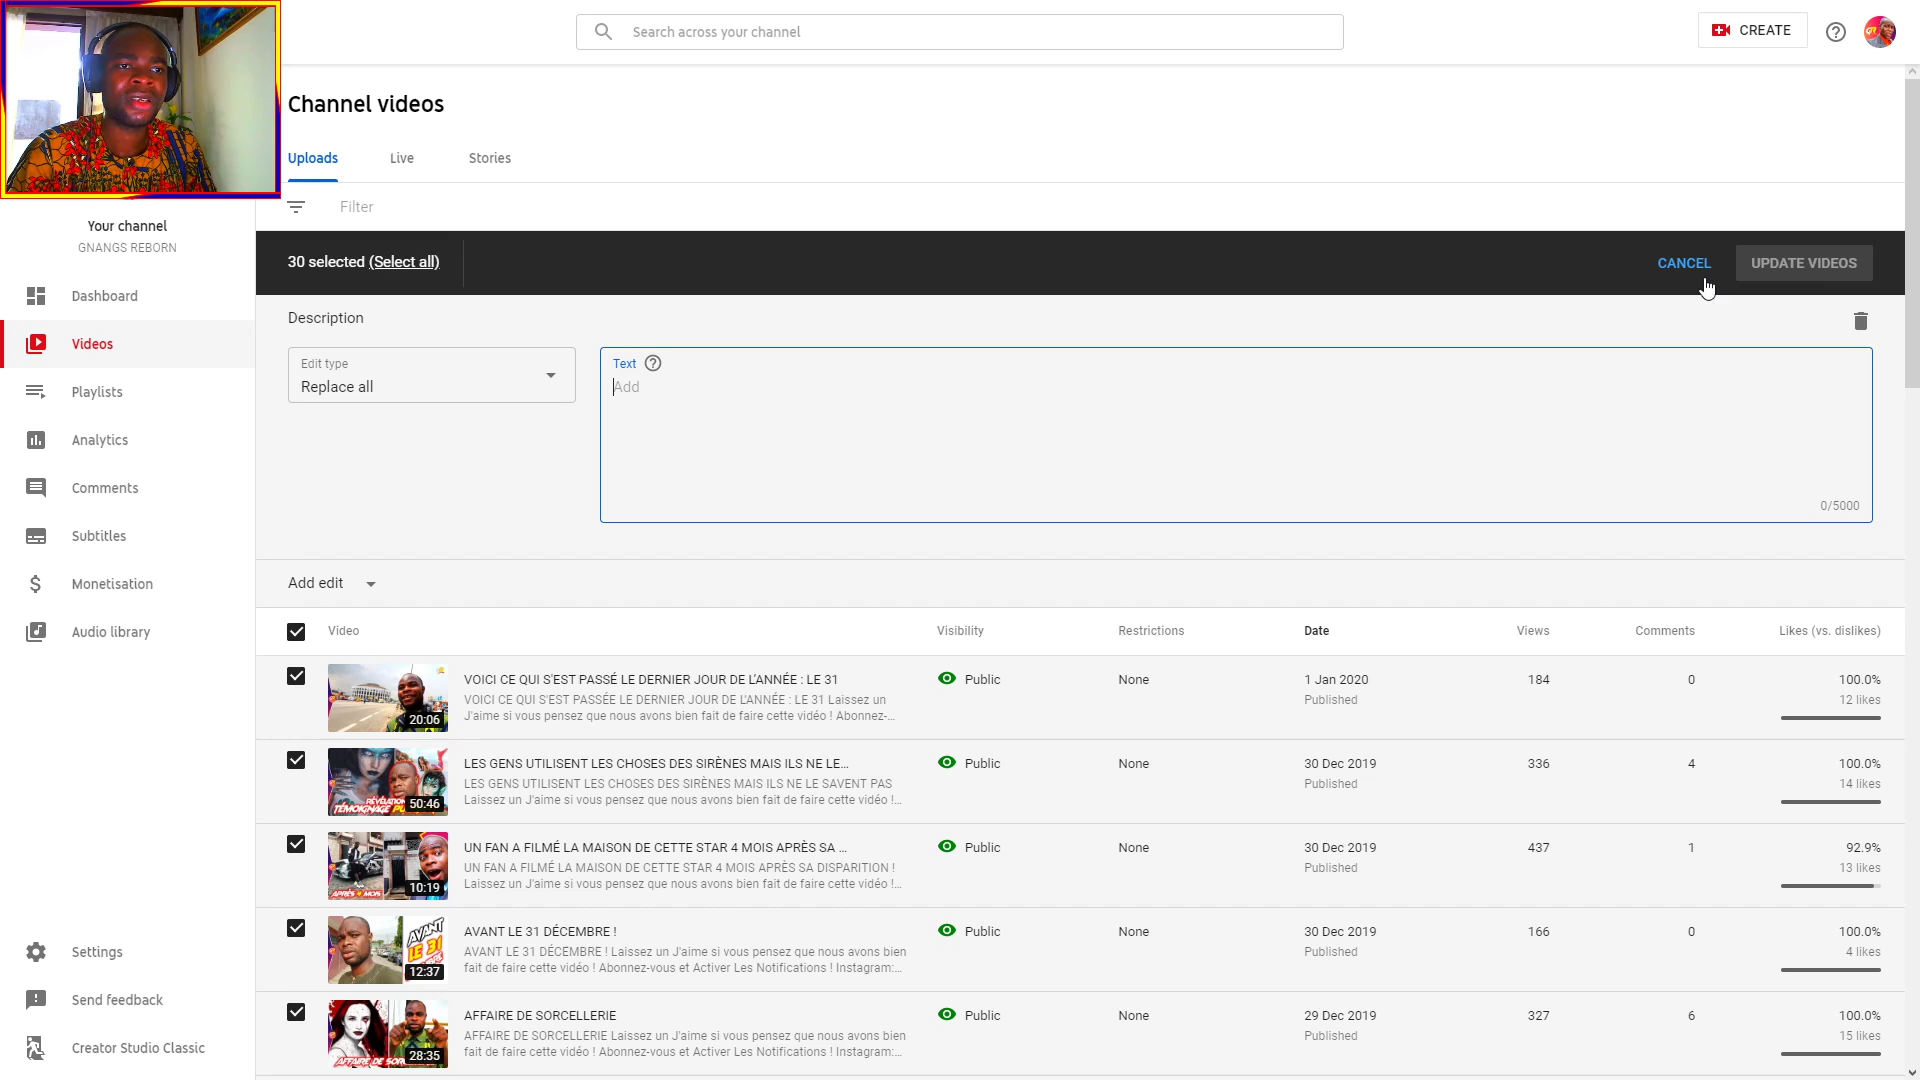 Search across your channel
CREATE
Channel videos
Uploads
Live
Stories
Filter
Your channel
GNANGS REBORN
30 selected (Select all)
CANCEL
UPDATE VIDEOS
Dashboard
Videos
Playlists
Analytics
Comments
Subtitles
Monetisation
Audio library
Settings
Send feedback
Creator Studio Classic
Description
Edit type
Replace all
Text
Add
0/5000
Add edit
Video
Visibility
Restrictions
Date
Views
Comments
Likes (vs. dislikes)
20:06
VOICI CE QUI S'EST PASSÉ LE DERNIER JOUR DE L'ANNÉE : LE 31
VOICI CE QUI S'EST PASSÉE LE DERNIER JOUR DE L'ANNÉE : LE 31 Laissez un
J'aime si vous pensez que nous avons bien fait de faire cette vidéo ! Abonnez-...
Public
None
1 Jan 2020
Published
184
0
100.0%
12 likes
TÉMOIGNAGE
50:46
LES GENS UTILISENT LES CHOSES DES SIRÈNES MAIS ILS NE LE...
LES GENS UTILISENT LES CHOSES DES SIRÈNES MAIS ILS NE LE SAVENT PAS
Laissez un J'aime si vous pensez que nous avons bien fait de faire cette vidéo !...
Public
None
30 Dec 2019
Published
336
4
100.0%
14 likes
APRÈS 4 MOIS
10:19
UN FAN A FILMÉ LA MAISON DE CETTE STAR 4 MOIS APRÈS SA ...
UN FAN A FILMÉ LA MAISON DE CETTE STAR 4 MOIS APRÈS SA DISPARITION !
Laissez un J'aime si vous pensez que nous avons bien fait de faire cette vidéo !...
Public
None
30 Dec 2019
Published
437
1
92.9%
13 likes
AVANT
LE 31
12:37
AVANT LE 31 DÉCEMBRE !
AVANT LE 31 DÉCEMBRE ! Laissez un J'aime si vous pensez que nous avons bien
fait de faire cette vidéo ! Abonnez-vous et Activer Les Notifications ! Instagram:...
Public
None
30 Dec 2019
Published
166
0
100.0%
4 likes
AFFAIRE DE
28:35
AFFAIRE DE SORCELLERIE
AFFAIRE DE SORCELLERIE Laissez un J'aime si vous pensez que nous avons bien
fait de faire cette vidéo ! Abonnez-vous et Activer Les Notifications ! Instagram:...
Public
None
29 Dec 2019
Published
327
6
100.0%
15 likes